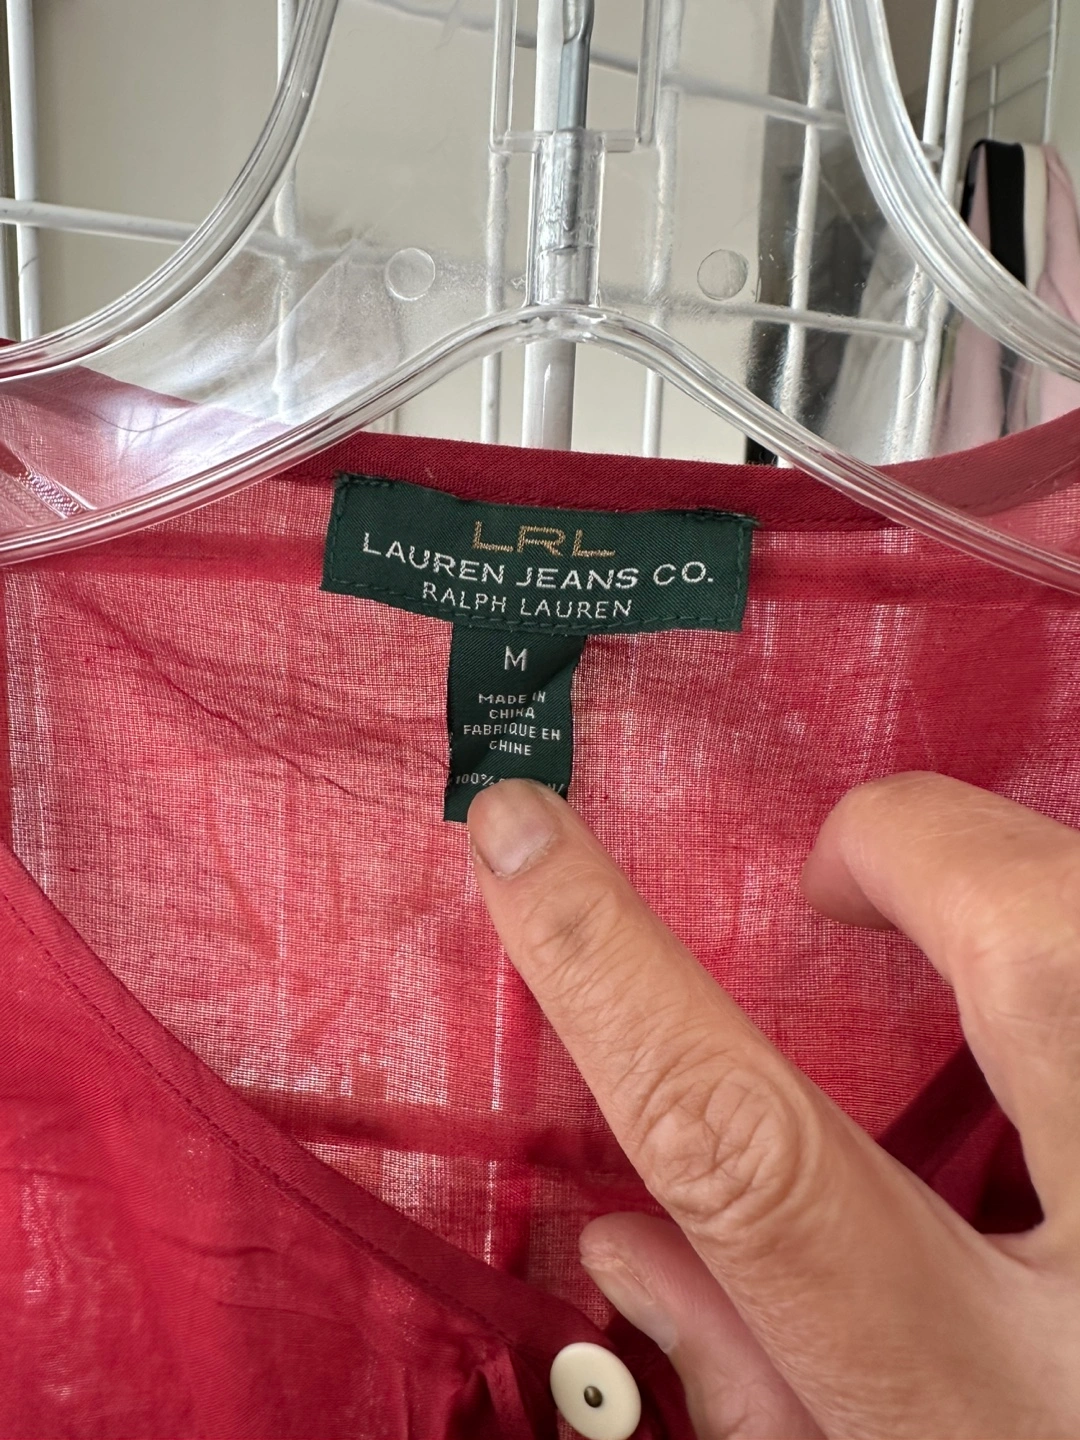 LRL
LAUREN JEANS CO.
RALPH LAUREN
M
MADE IN
CHINA
FABRIQUE EN
CHINE
100%